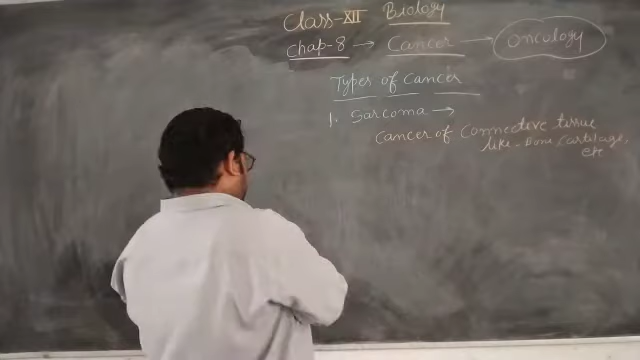 Class-XII Biology
Chap-8 → Cancer → Oncology
Types of Cancer
1. Sarcoma →
Cancer of Connective tissue
like - Bone, Cartilage,
etc